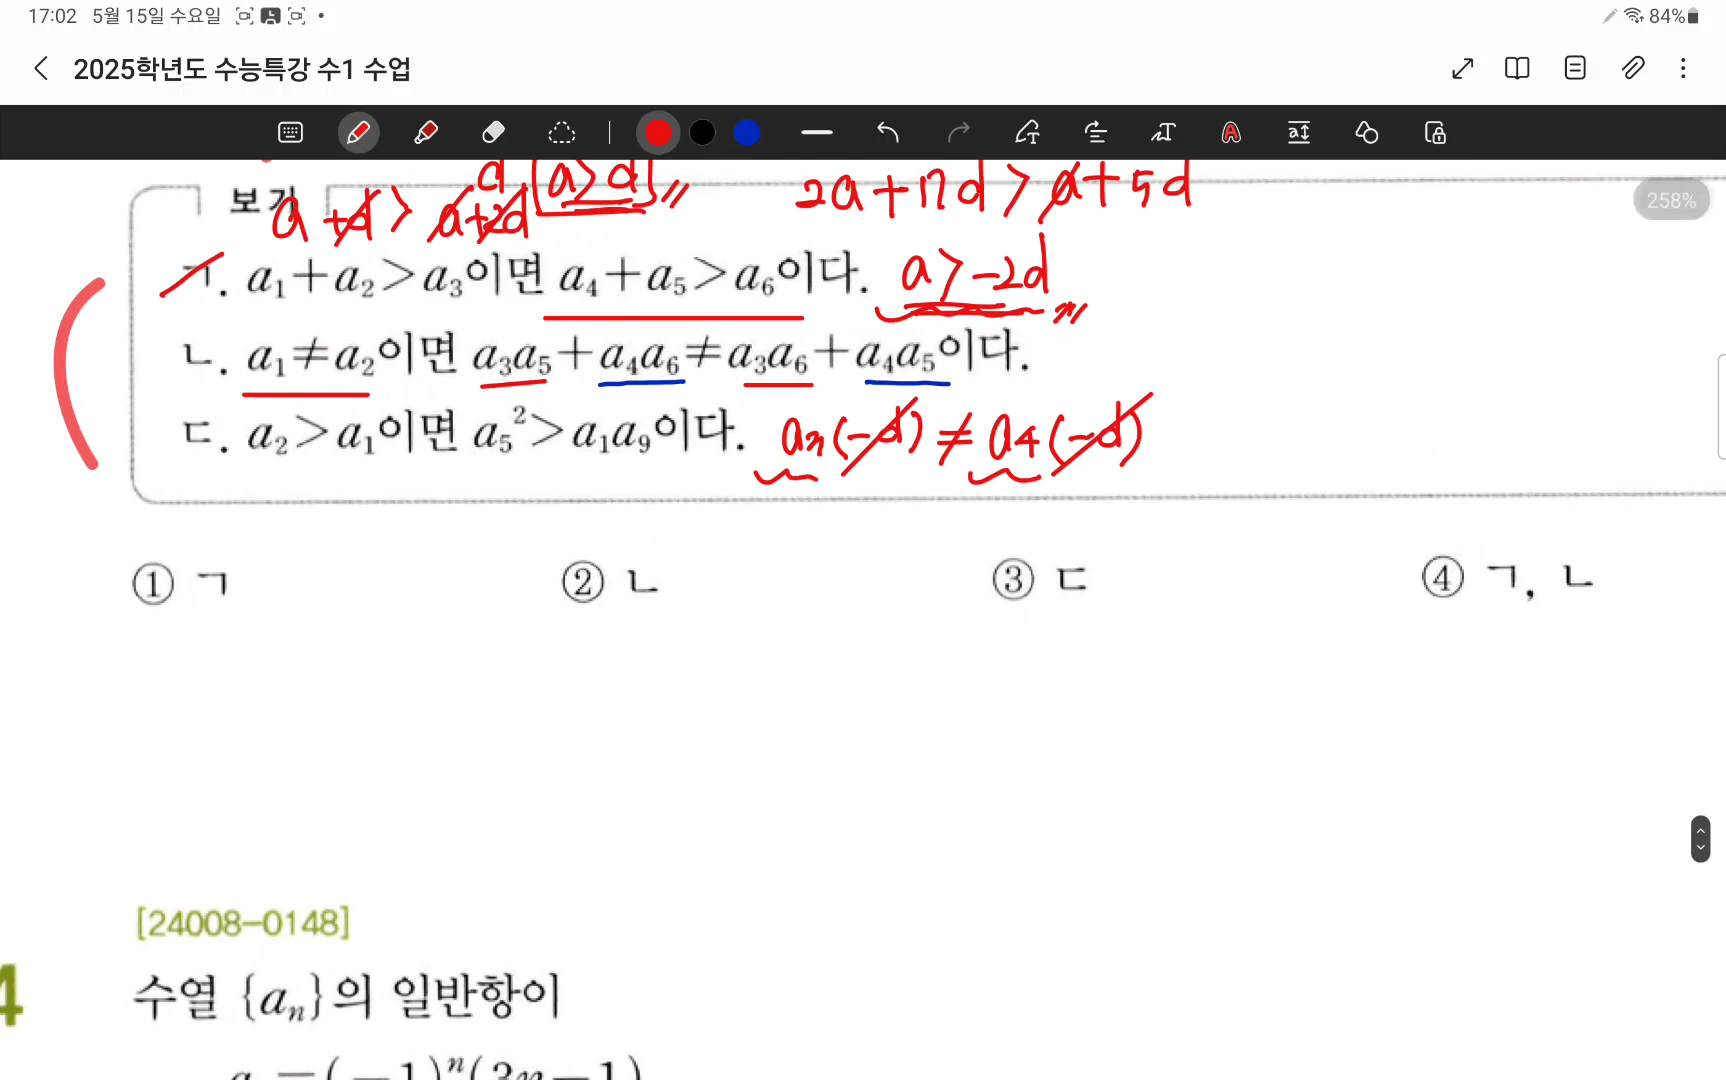 17:02 5월 15일 수요일
84%
2025학년도 수능특강 수1 수업
258%
보기
a + d > a + 2d
a > d
2a + 7d > a + 5d
ㄱ. a₁+a₂>a₃이면 a₄+a₅>a₆이다.
a > -2d
ㄴ. a₁≠a₂이면 a₃a₅+a₄a₆≠a₃a₆+a₄a₅이다.
ㄷ. a₂>a₁이면 a₅²>a₁a₉이다.
a₃(-d) ≠ a₄(-d)
① ㄱ ② ㄴ ③ ㄷ ④ ㄱ, ㄴ
[24008-0148]
4
수열 {aₙ}의 일반항이